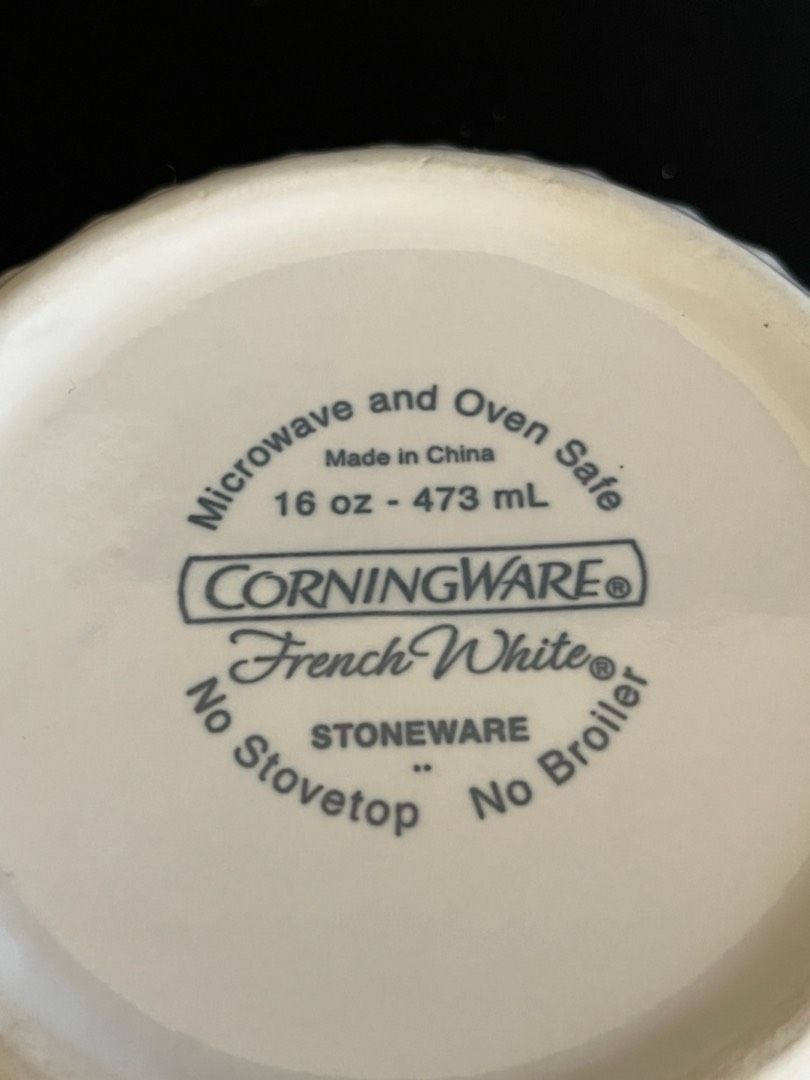 Microwave and Oven Safe
Made in China
16 oz - 473 mL
CORNINGWARE®
French White®
STONEWARE
No Stovetop No Broiler